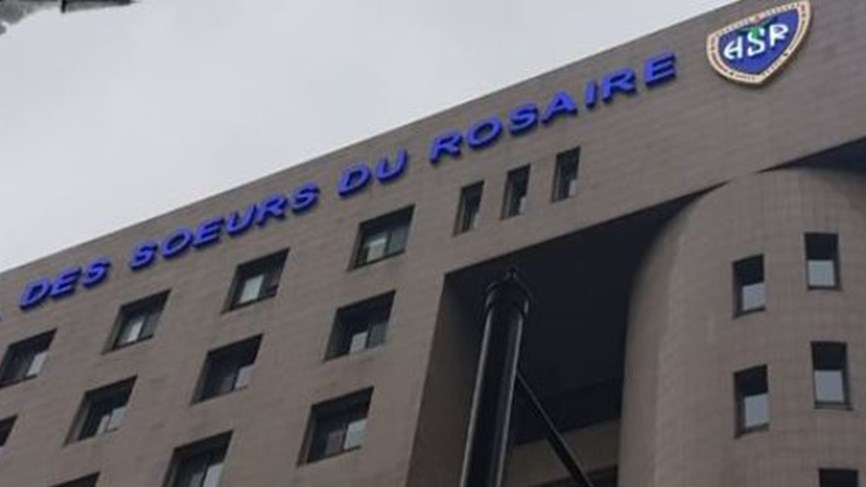 DES SOEURS DU ROSAIRE
HSR